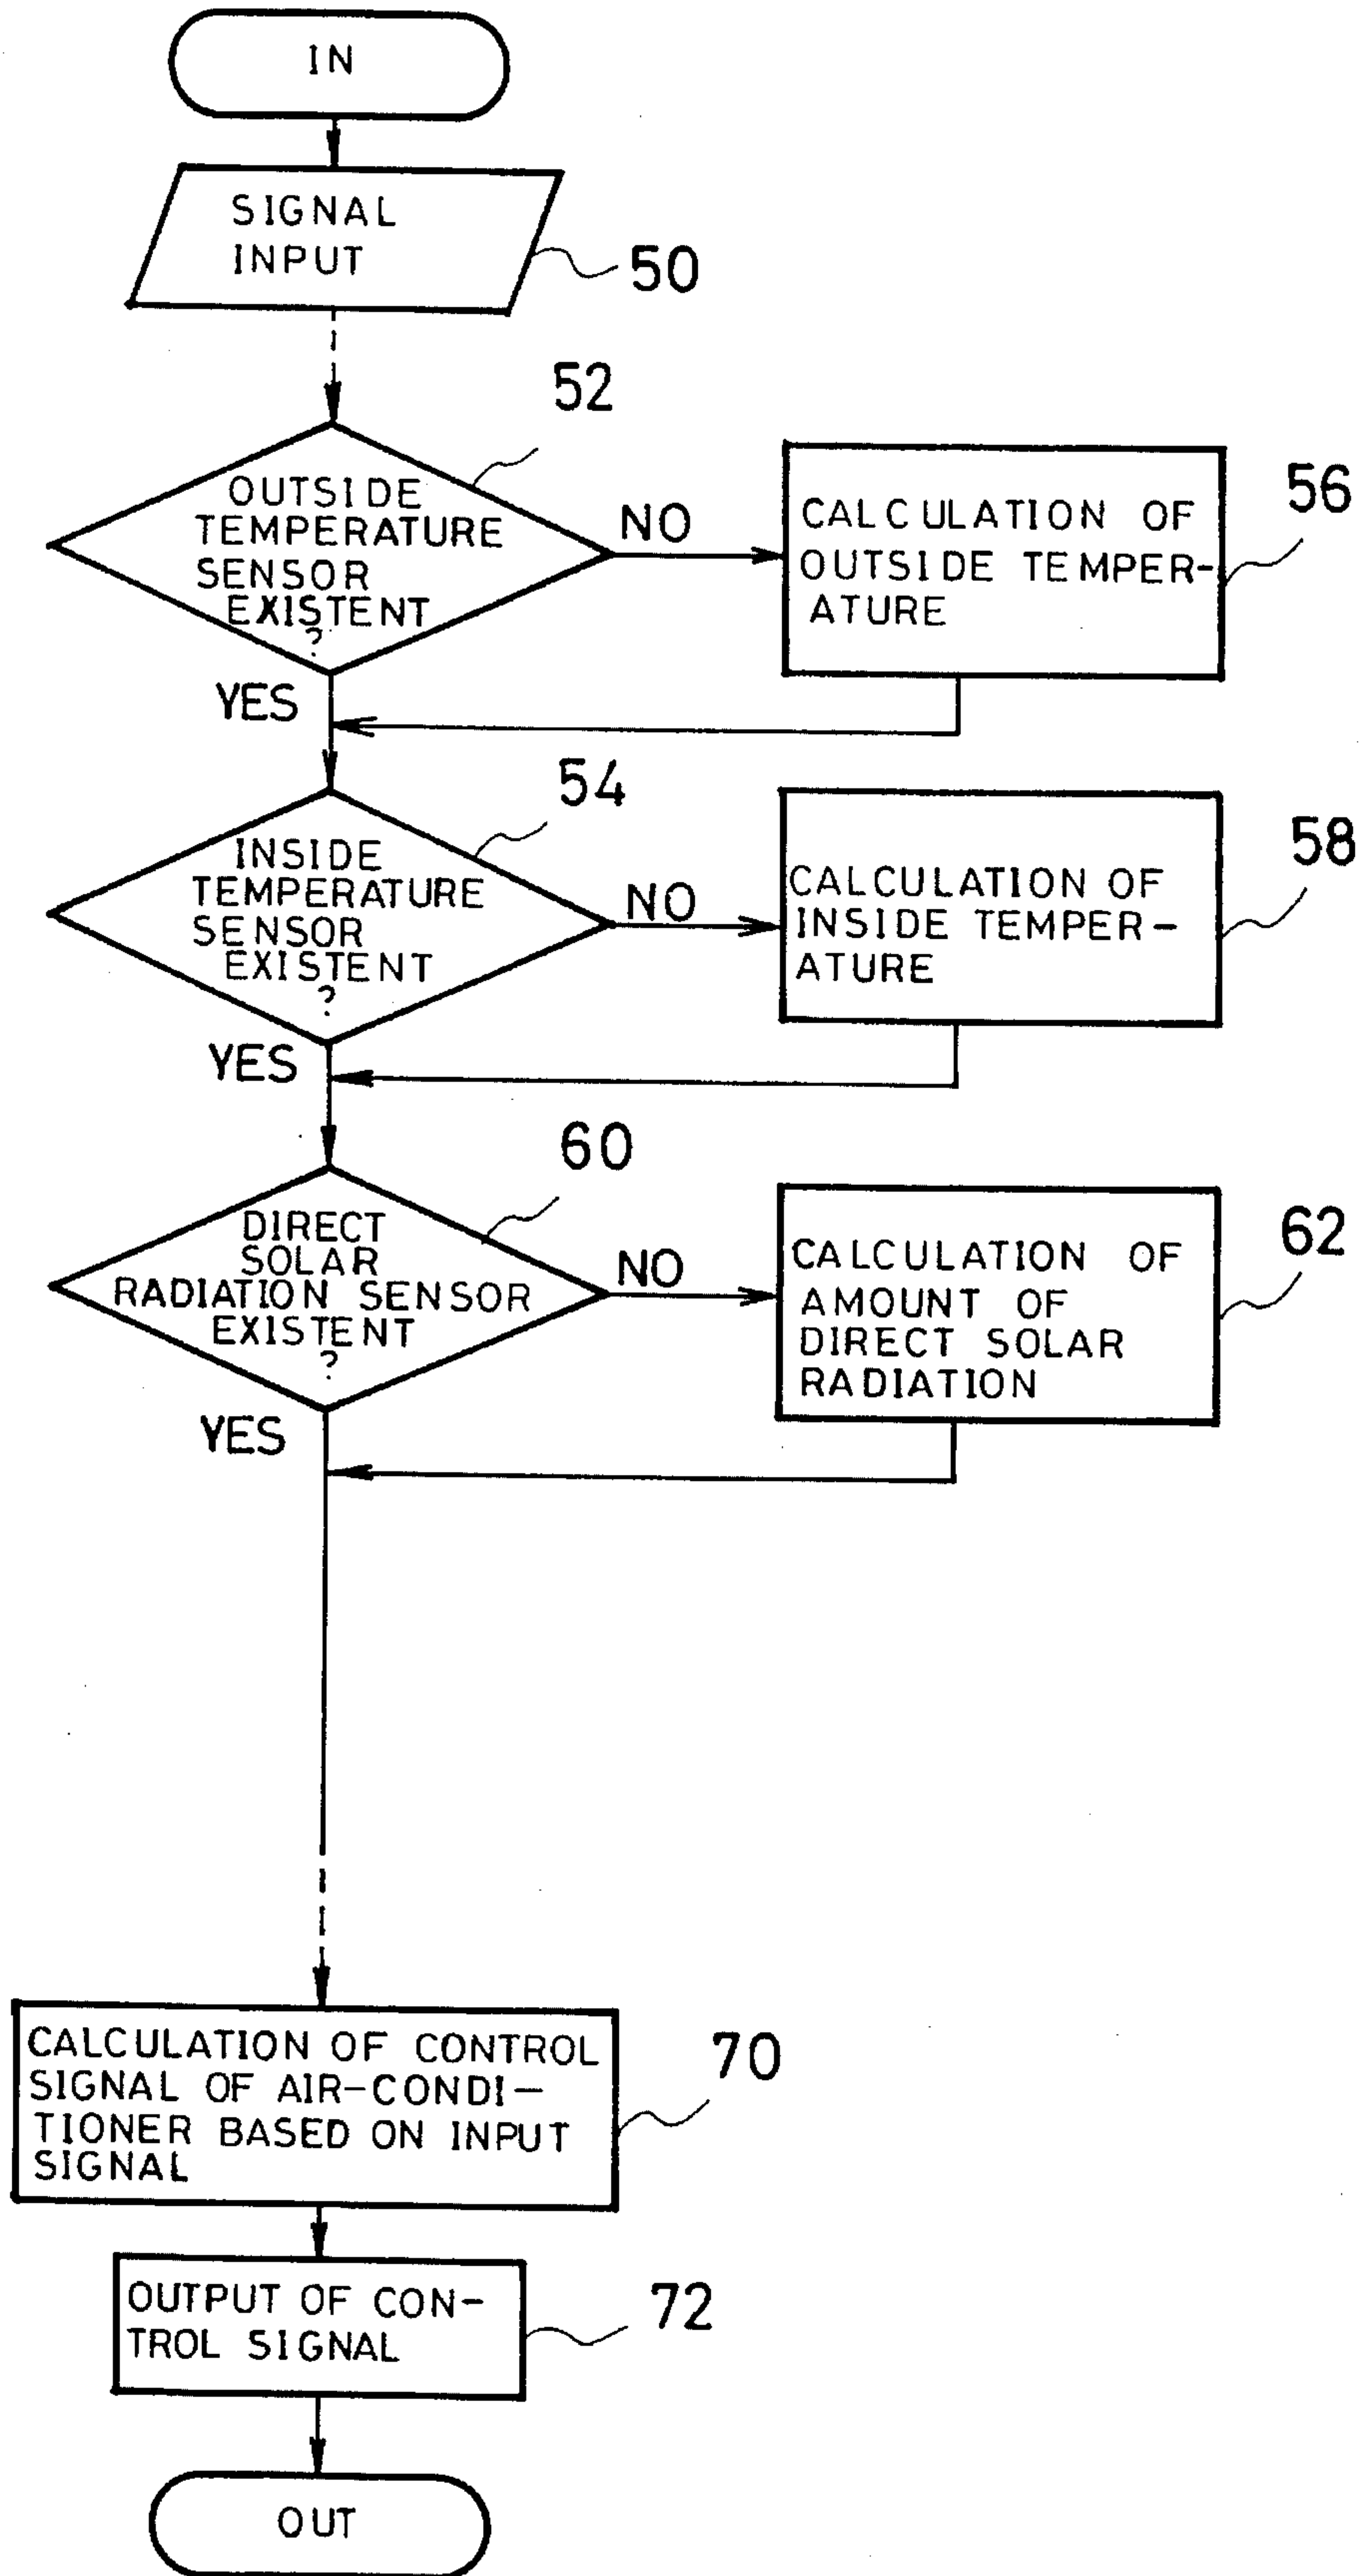 IN
SIGNAL
INPUT
50
52
OUTSIDE
TEMPERATURE
SENSOR
EXISTENT
?
NO
CALCULATION OF
OUTSIDE TEMPER-
ATURE
56
YES
54
INSIDE
TEMPERATURE
SENSOR
EXISTENT
?
NO
CALCULATION OF
INSIDE TEMPER-
ATURE
58
YES
60
DIRECT
SOLAR
RADIATION SENSOR
EXISTENT
?
NO
CALCULATION OF
AMOUNT OF
DIRECT SOLAR
RADIATION
62
YES
CALCULATION OF CONTROL
SIGNAL OF AIR-CONDI-
TIONER BASED ON INPUT
SIGNAL
70
OUTPUT OF CON-
TROL SIGNAL
72
OUT